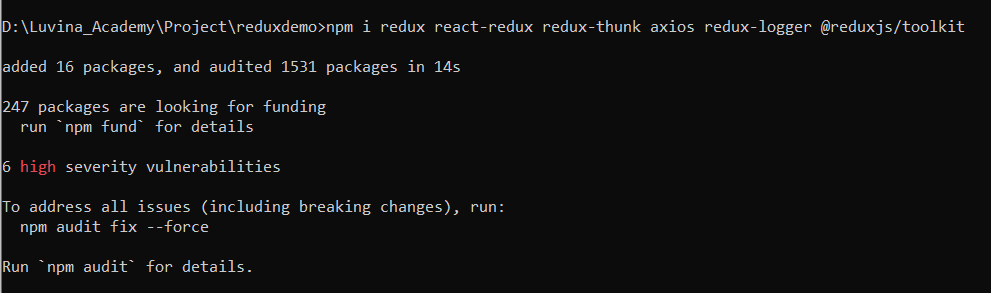 D:\Luvina_Academy\Project\reduxdemo>npm i redux react-redux redux-thunk axios redux-logger @reduxjs/toolkit
added 16 packages, and audited 1531 packages in 14s
247 packages are looking for funding
  run `npm fund` for details
6 high severity vulnerabilities
To address all issues (including breaking changes), run:
  npm audit fix --force
Run `npm audit` for details.